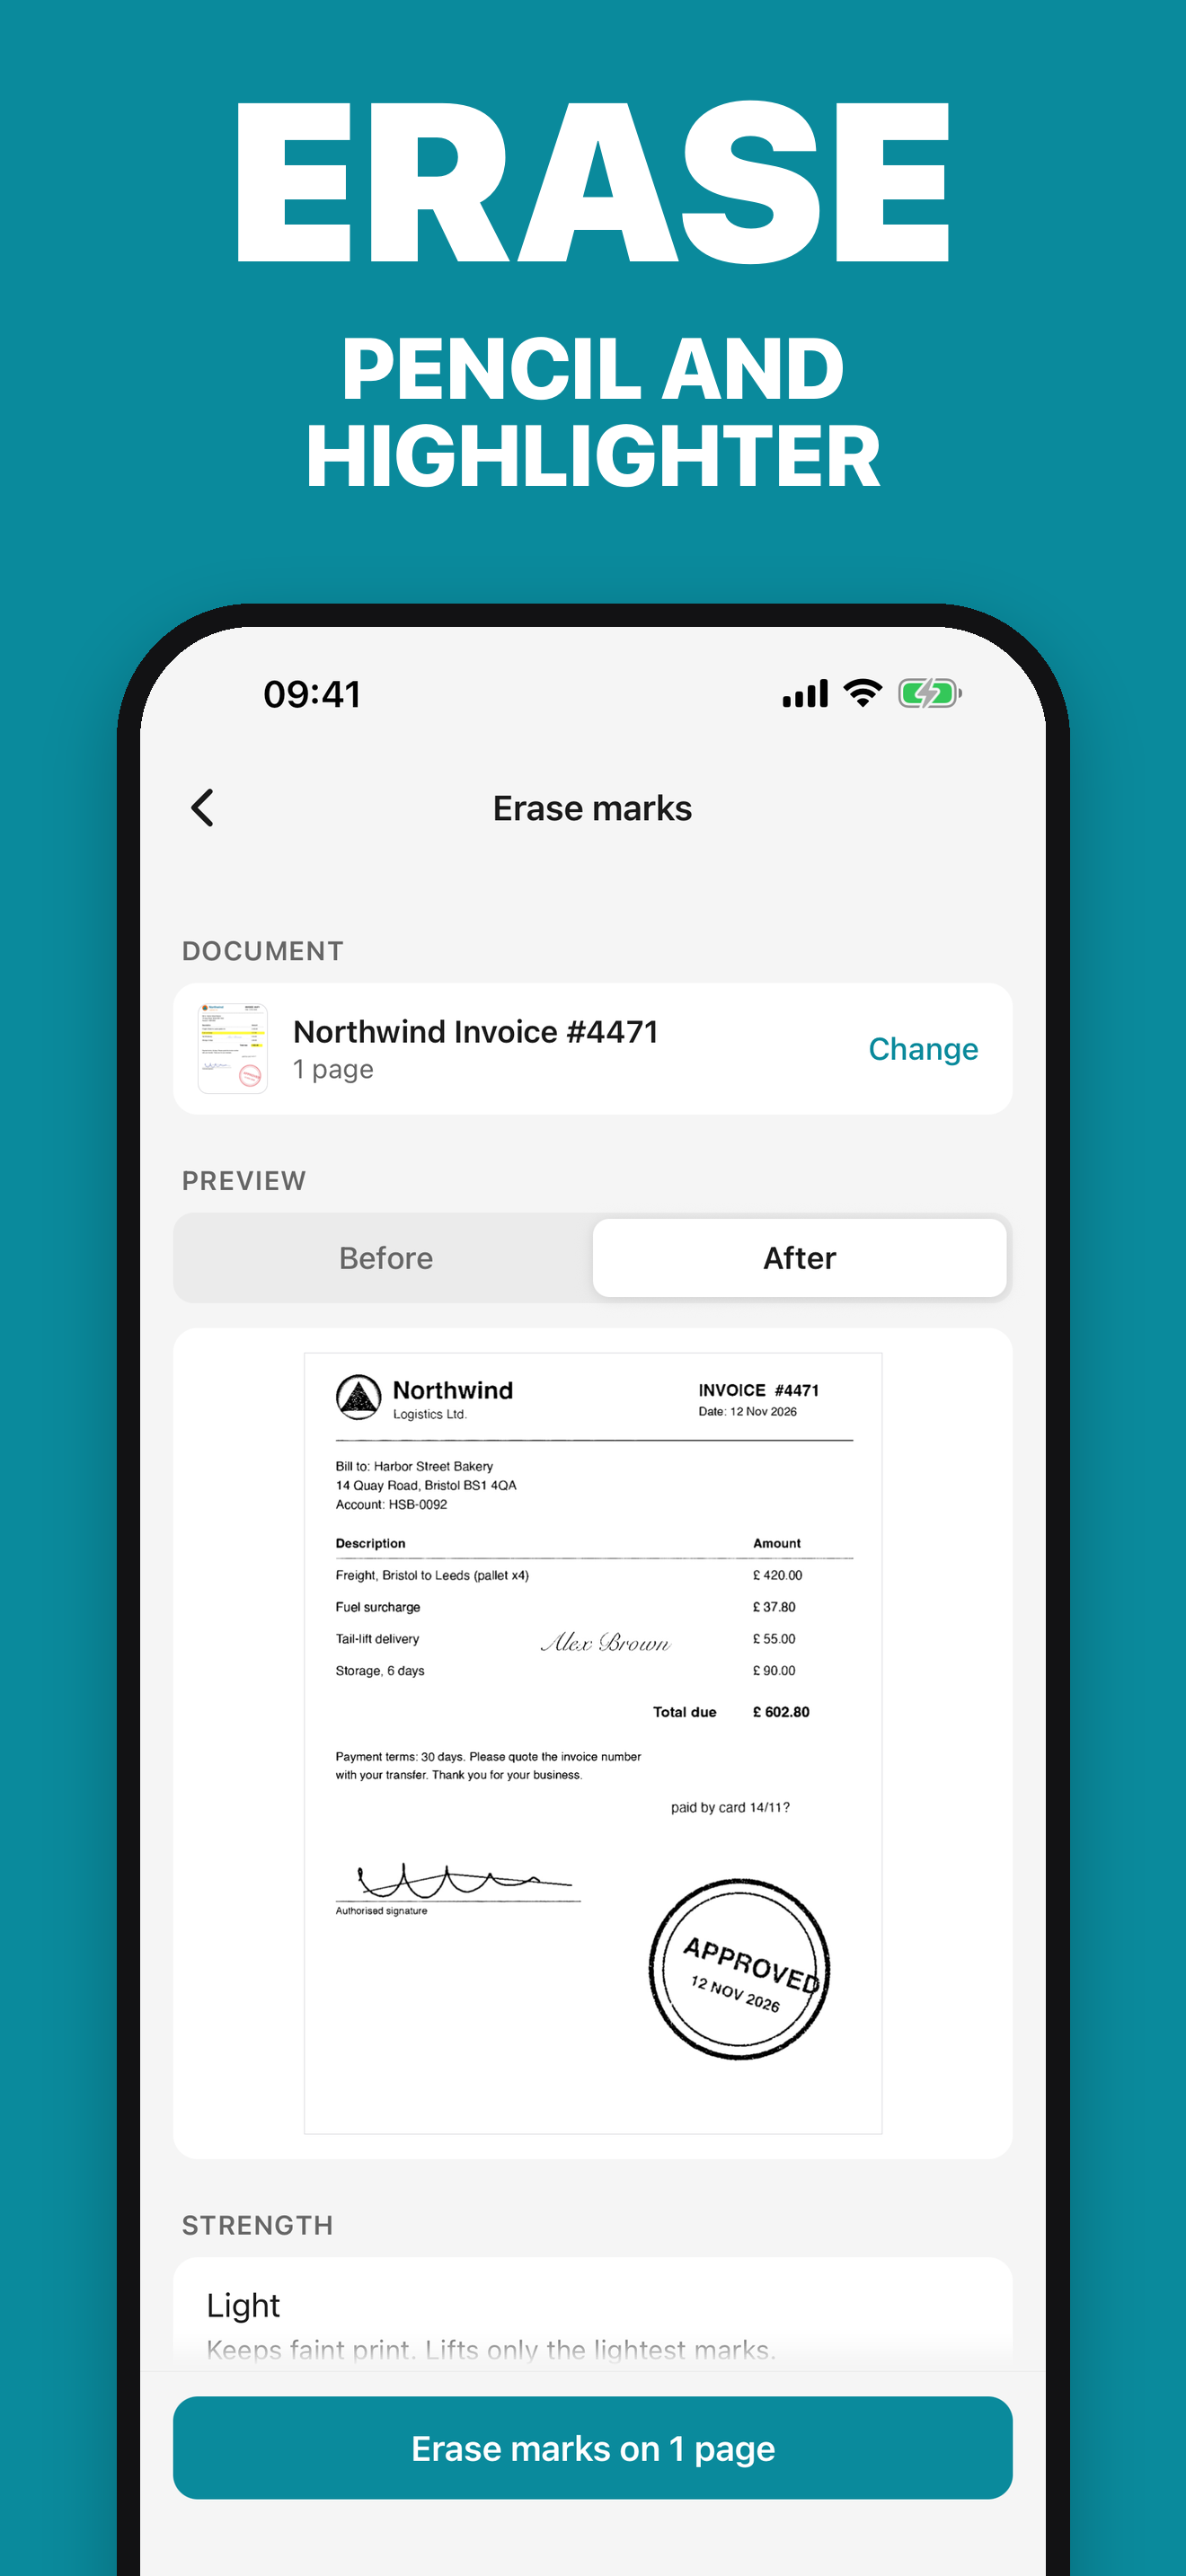 ERASE
PENCIL AND
HIGHLIGHTER
09:41
Erase marks
DOCUMENT
Northwind Invoice #4471
1 page
Change
PREVIEW
Before
After
Northwind
Logistics Ltd.
INVOICE #4471
Date: 12 Nov 2026
Bill to: Harbor Street Bakery
14 Quay Road, Bristol BS1 4QA
Account: HSB-0092
Description Amount
Freight, Bristol to Leeds (pallet x4) £ 420.00
Fuel surcharge £ 37.80
Tail-lift delivery Alex Brown £ 55.00
Storage, 6 days £ 90.00
Total due £ 602.80
Payment terms: 30 days. Please quote the invoice number
with your transfer. Thank you for your business.
paid by card 14/11?
Authorised signature
APPROVED
12 NOV 2026
STRENGTH
Light
Keeps faint print. Lifts only the lightest marks.
Erase marks on 1 page